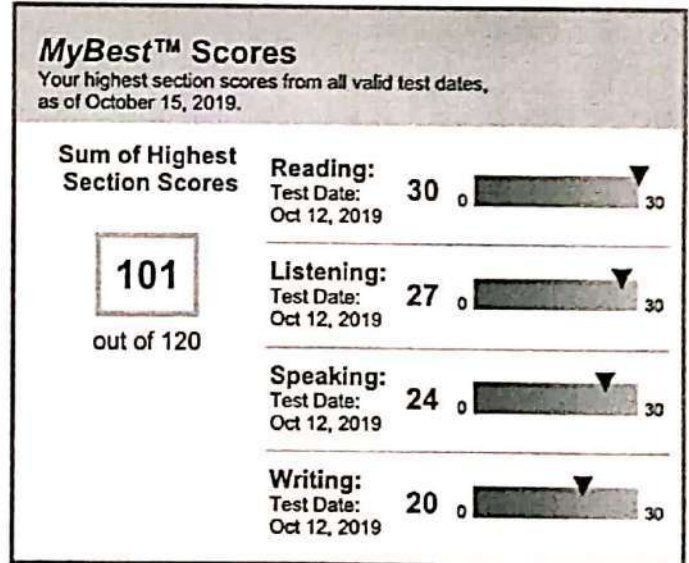 MyBest™ Scores
Your highest section scores from all valid test dates,
as of October 15, 2019.
Sum of Highest
Section Scores
101
out of 120
Reading:
Test Date:
Oct 12, 2019
30
0
30
Listening:
Test Date:
Oct 12, 2019
27
0
30
Speaking:
Test Date:
Oct 12, 2019
24
0
30
Writing:
Test Date:
Oct 12, 2019
20
0
30